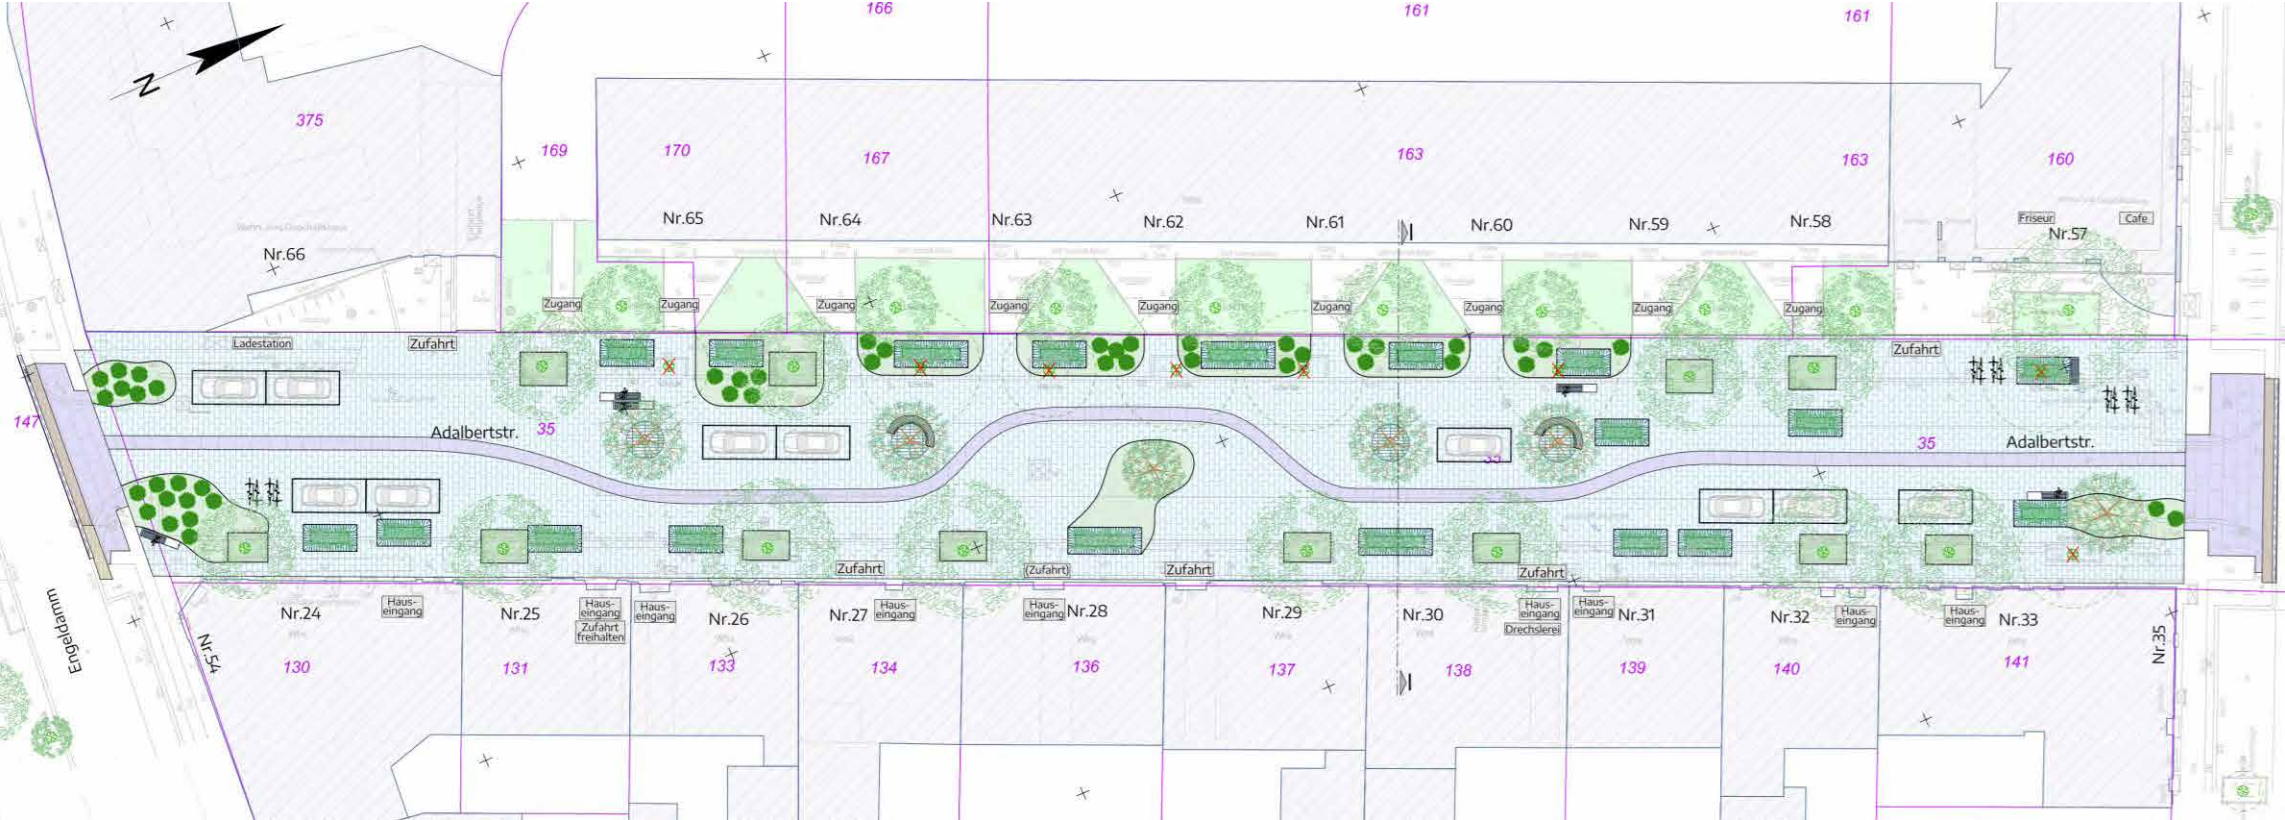 166
161
161
N
375
169
170
167
163
163
160
Nr.65
Nr.64
Nr.63
Nr.62
Nr.61
Nr.60
Nr.59
Nr.58
Friseur
Cafe
Nr.57
Nr.66
Zugang
Zugang
Zugang
Zugang
Zugang
Zugang
Zugang
Zugang
Zugang
Ladestation
Zufahrt
Zufahrt
147
Adalbertstr.
35
35
35
Adalbertstr.
Zufahrt
(Zufahrt)
Zufahrt
Zufahrt
Engeldamm
Nr.54
Nr.24
Haus-
eingang
Nr.25
Haus-
eingang
Zufahrt
freihalten
Haus-
eingang
Nr.26
Nr.27
Haus-
eingang
Haus-
eingang
Nr.28
Nr.29
Nr.30
Haus-
eingang
Drechslerei
Haus-
eingang
Nr.31
Nr.32
Haus-
eingang
Haus-
eingang
Nr.33
Nr.35
130
131
133
134
136
137
138
139
140
141